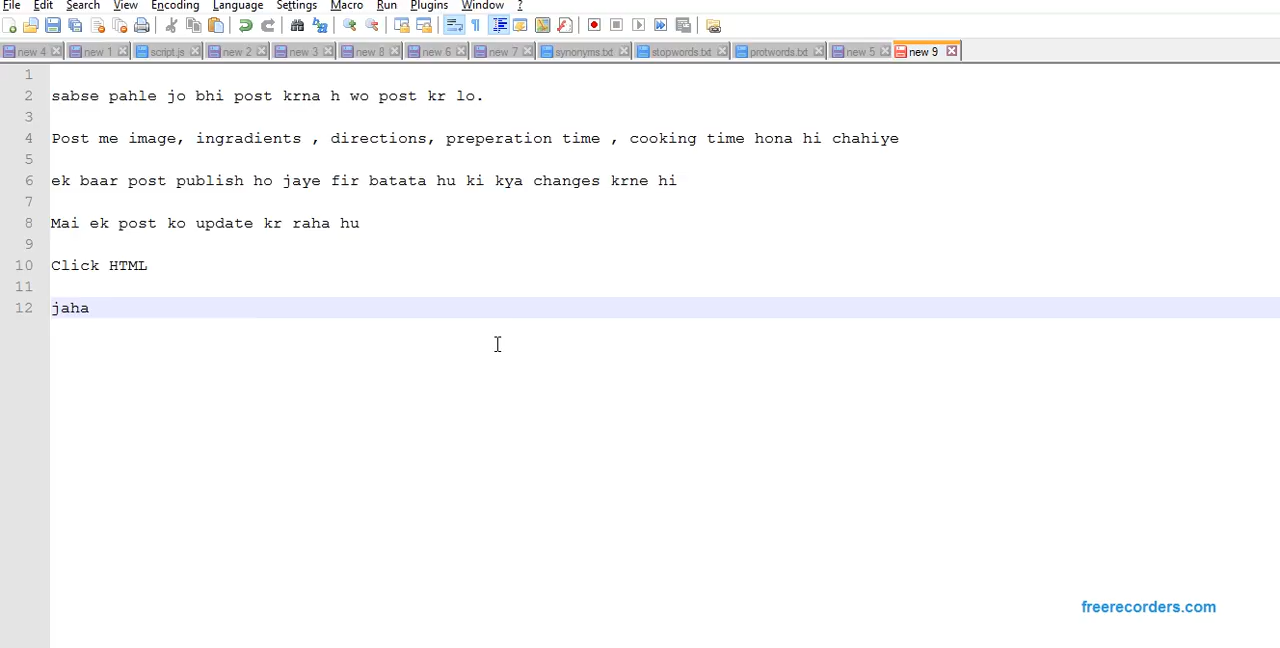 File Edit Search View Encoding Language Settings Macro Run Plugins Window ?
new 4 new 1 script.js new 2 new 3 new 8 new 6 new 7 synonyms.txt stopwords.txt protwords.txt new 5 new 9
1
2 sabse pahle jo bhi post krna h wo post kr lo.
3
4 Post me image, ingradients , directions, preperation time , cooking time hona hi chahiye
5
6 ek baar post publish ho jaye fir batata hu ki kya changes krne hi
7
8 Mai ek post ko update kr raha hu
9
10 Click HTML
11
12 jaha
freerecorders.com